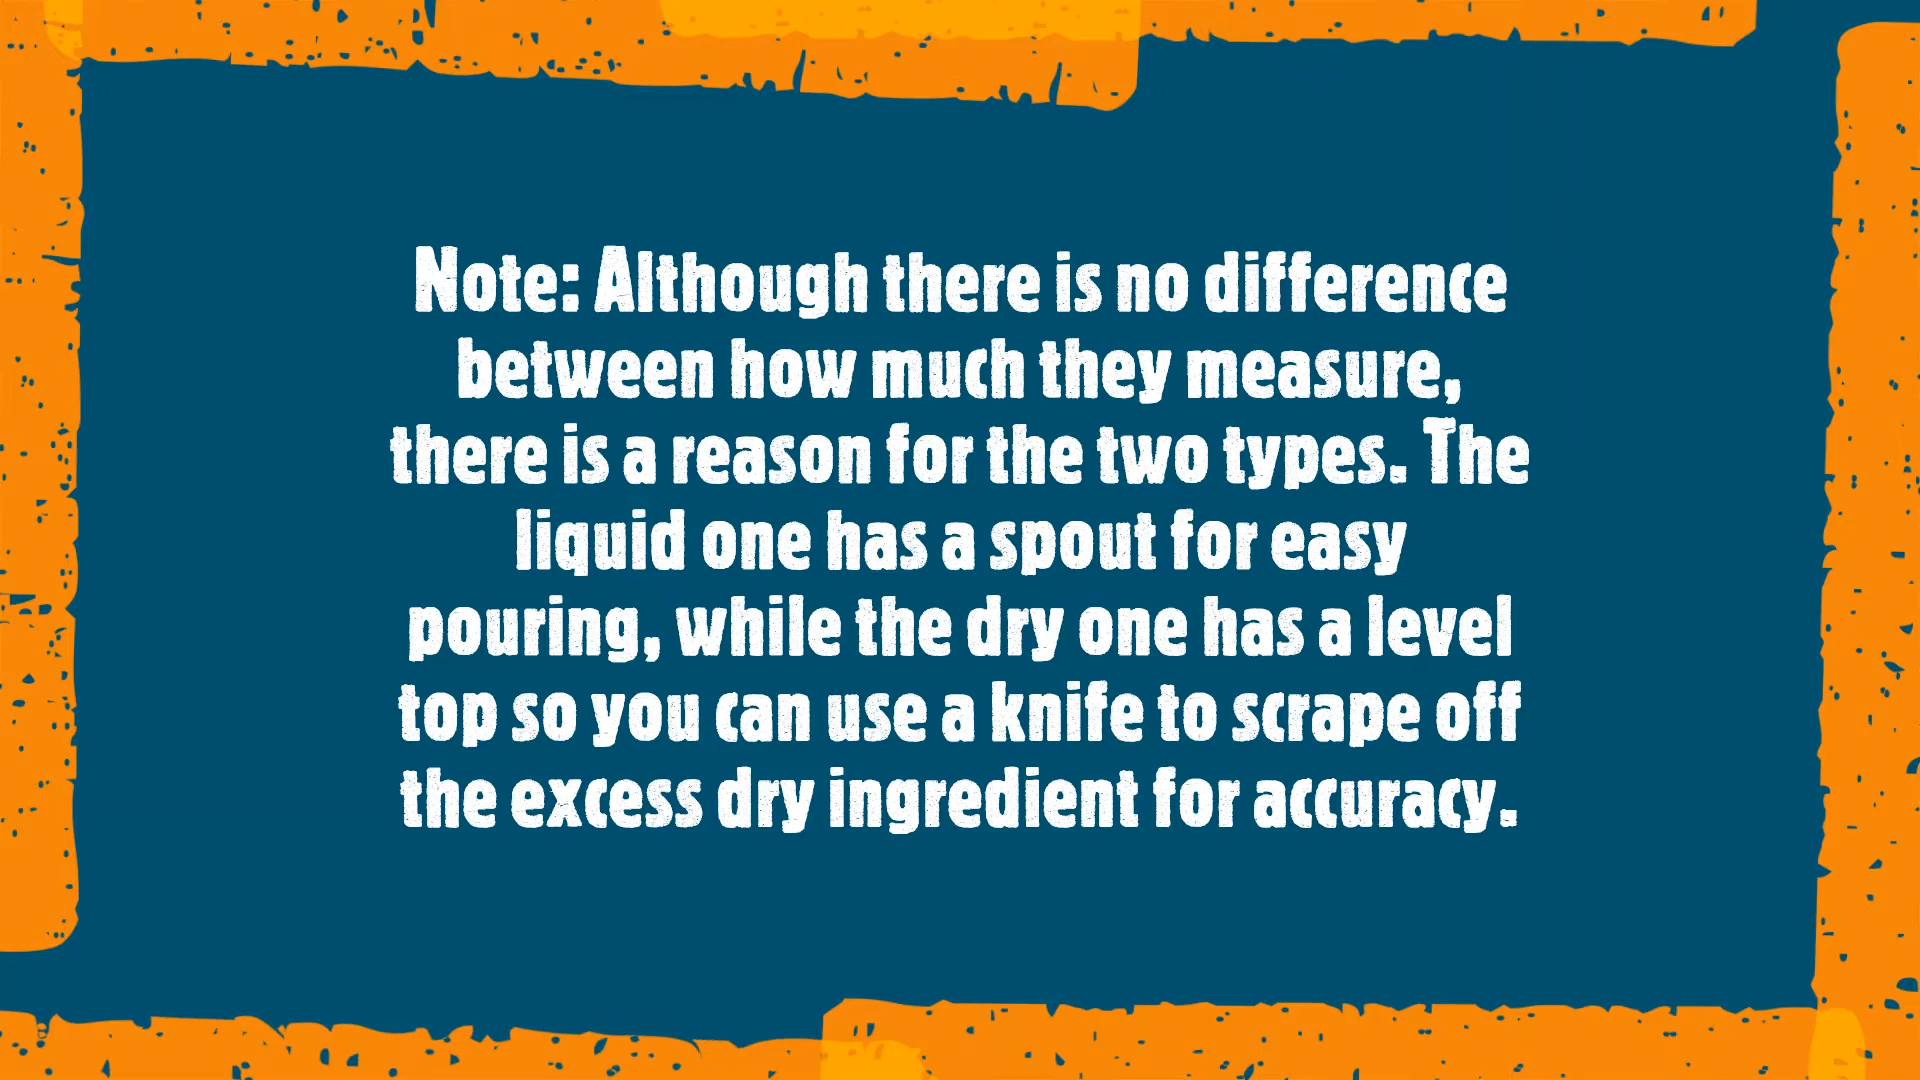 Note: Although there is no difference
between how much they measure,
there is a reason for the two types. The
liquid one has a spout for easy
pouring, while the dry one has a level
top so you can use a knife to scrape off
the excess dry ingredient for accuracy.